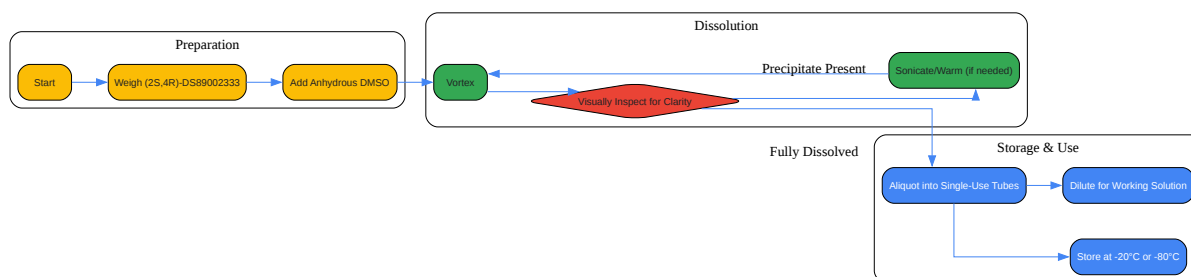 Preparation
Start
Weigh (2S,4R)-DS89002333
Add Anhydrous DMSO
Dissolution
Vortex
Visually Inspect for Clarity
Precipitate Present
Sonicate/Warm (if needed)
Fully Dissolved
Storage & Use
Aliquot into Single-Use Tubes
Dilute for Working Solution
Store at -20°C or -80°C